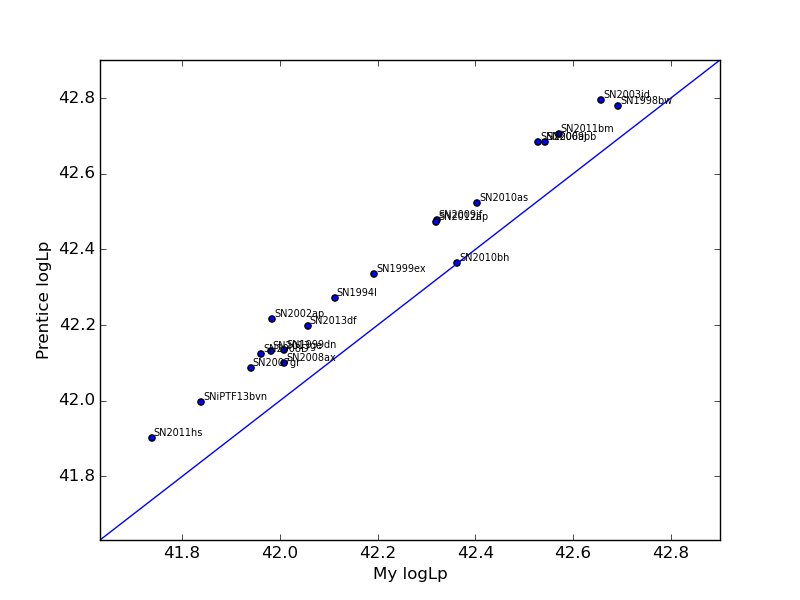 42.8
42.6
42.4
42.2
42.0
41.8
Prentice logLp
SN2003jd
SN1998bw
SN2011bm
SN2010as
SN2012ap
SN2010bh
SN1999ex
SN1994I
SN2002ap
SN2013df
SN1999dn
SN2008ax
SNiPTF13bvn
SN2011hs
41.8 42.0 42.2 42.4 42.6 42.8
My logLp